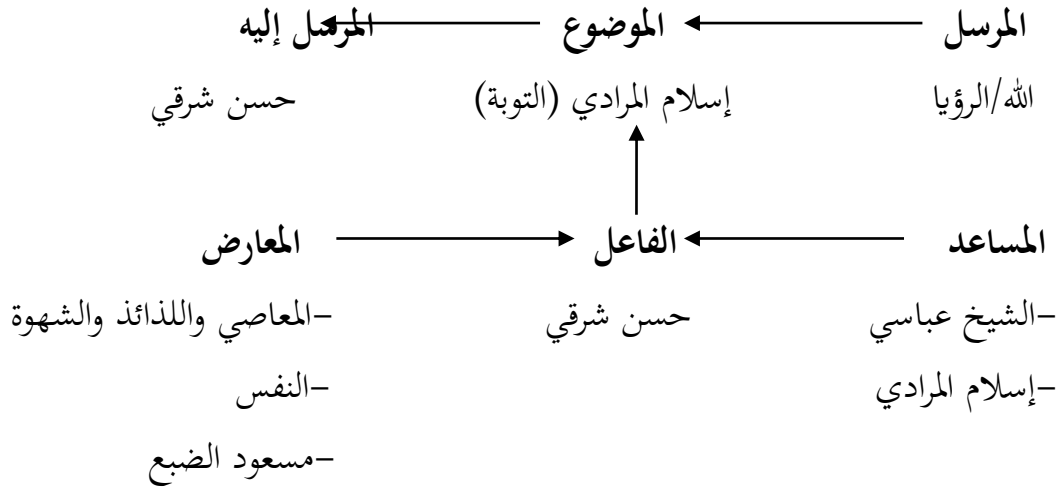 المرسل الموضوع المرسل إليه
الله/الرؤيا إسلام المرادي (التوبة) حسن شرقي
المساعد الفاعل المعارض
-الشيخ عباسي حسن شرقي -المعاصي واللذائذ والشهوة
-إسلام المرادي -النفس
-مسعود الضبع